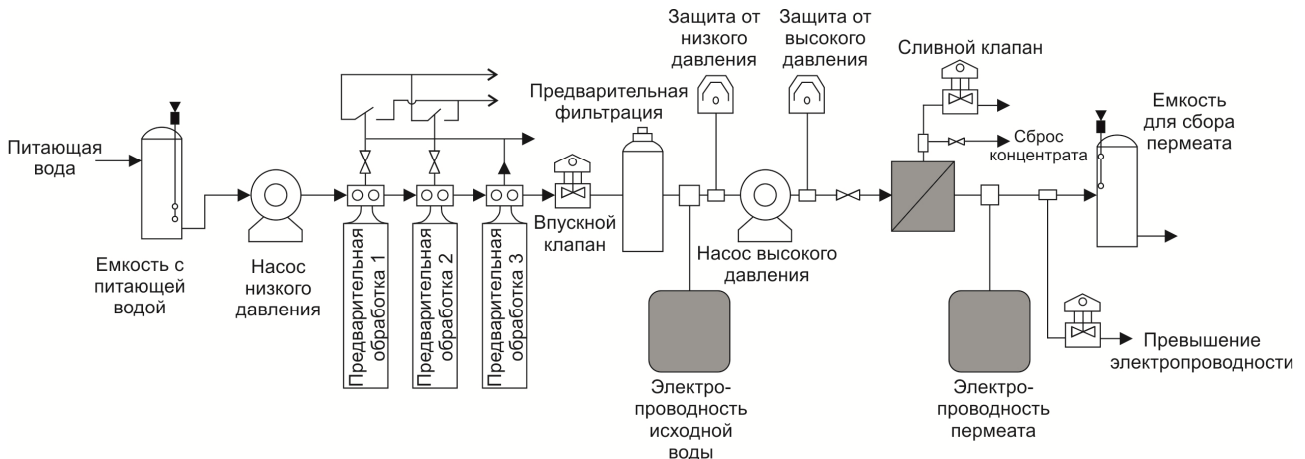 Питающая
вода
Емкость с
питающей
водой
Насос
низкого
давления
Предварительная
обработка 1
Предварительная
обработка 2
Предварительная
обработка 3
Впускной
клапан
Предварительная
фильтрация
Защита от
низкого
давления
Защита от
высокого
давления
Насос высокого
давления
Электро-
проводность
исходной
воды
Сливной клапан
Сброс
концентрата
Емкость
для сбора
пермеата
Электро-
проводность
пермеата
Превышение
электропроводности